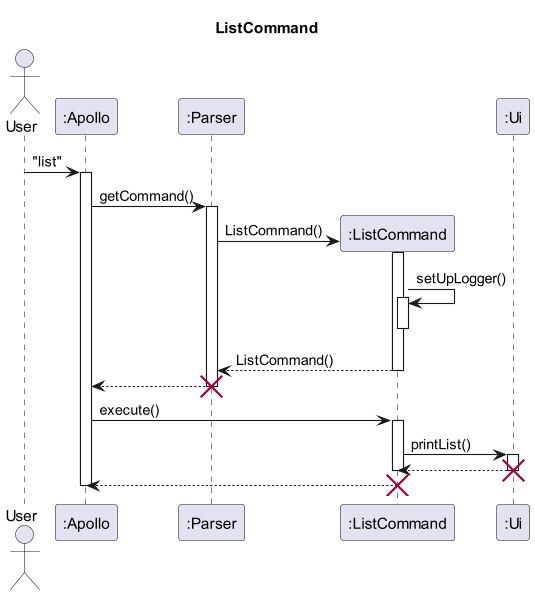 ListCommand
User
:Apollo
:Parser
:Ui
"list"
getCommand()
ListCommand()
:ListCommand
setUpLogger()
ListCommand()
execute()
printList()
User
:Apollo
:Parser
:ListCommand
:Ui